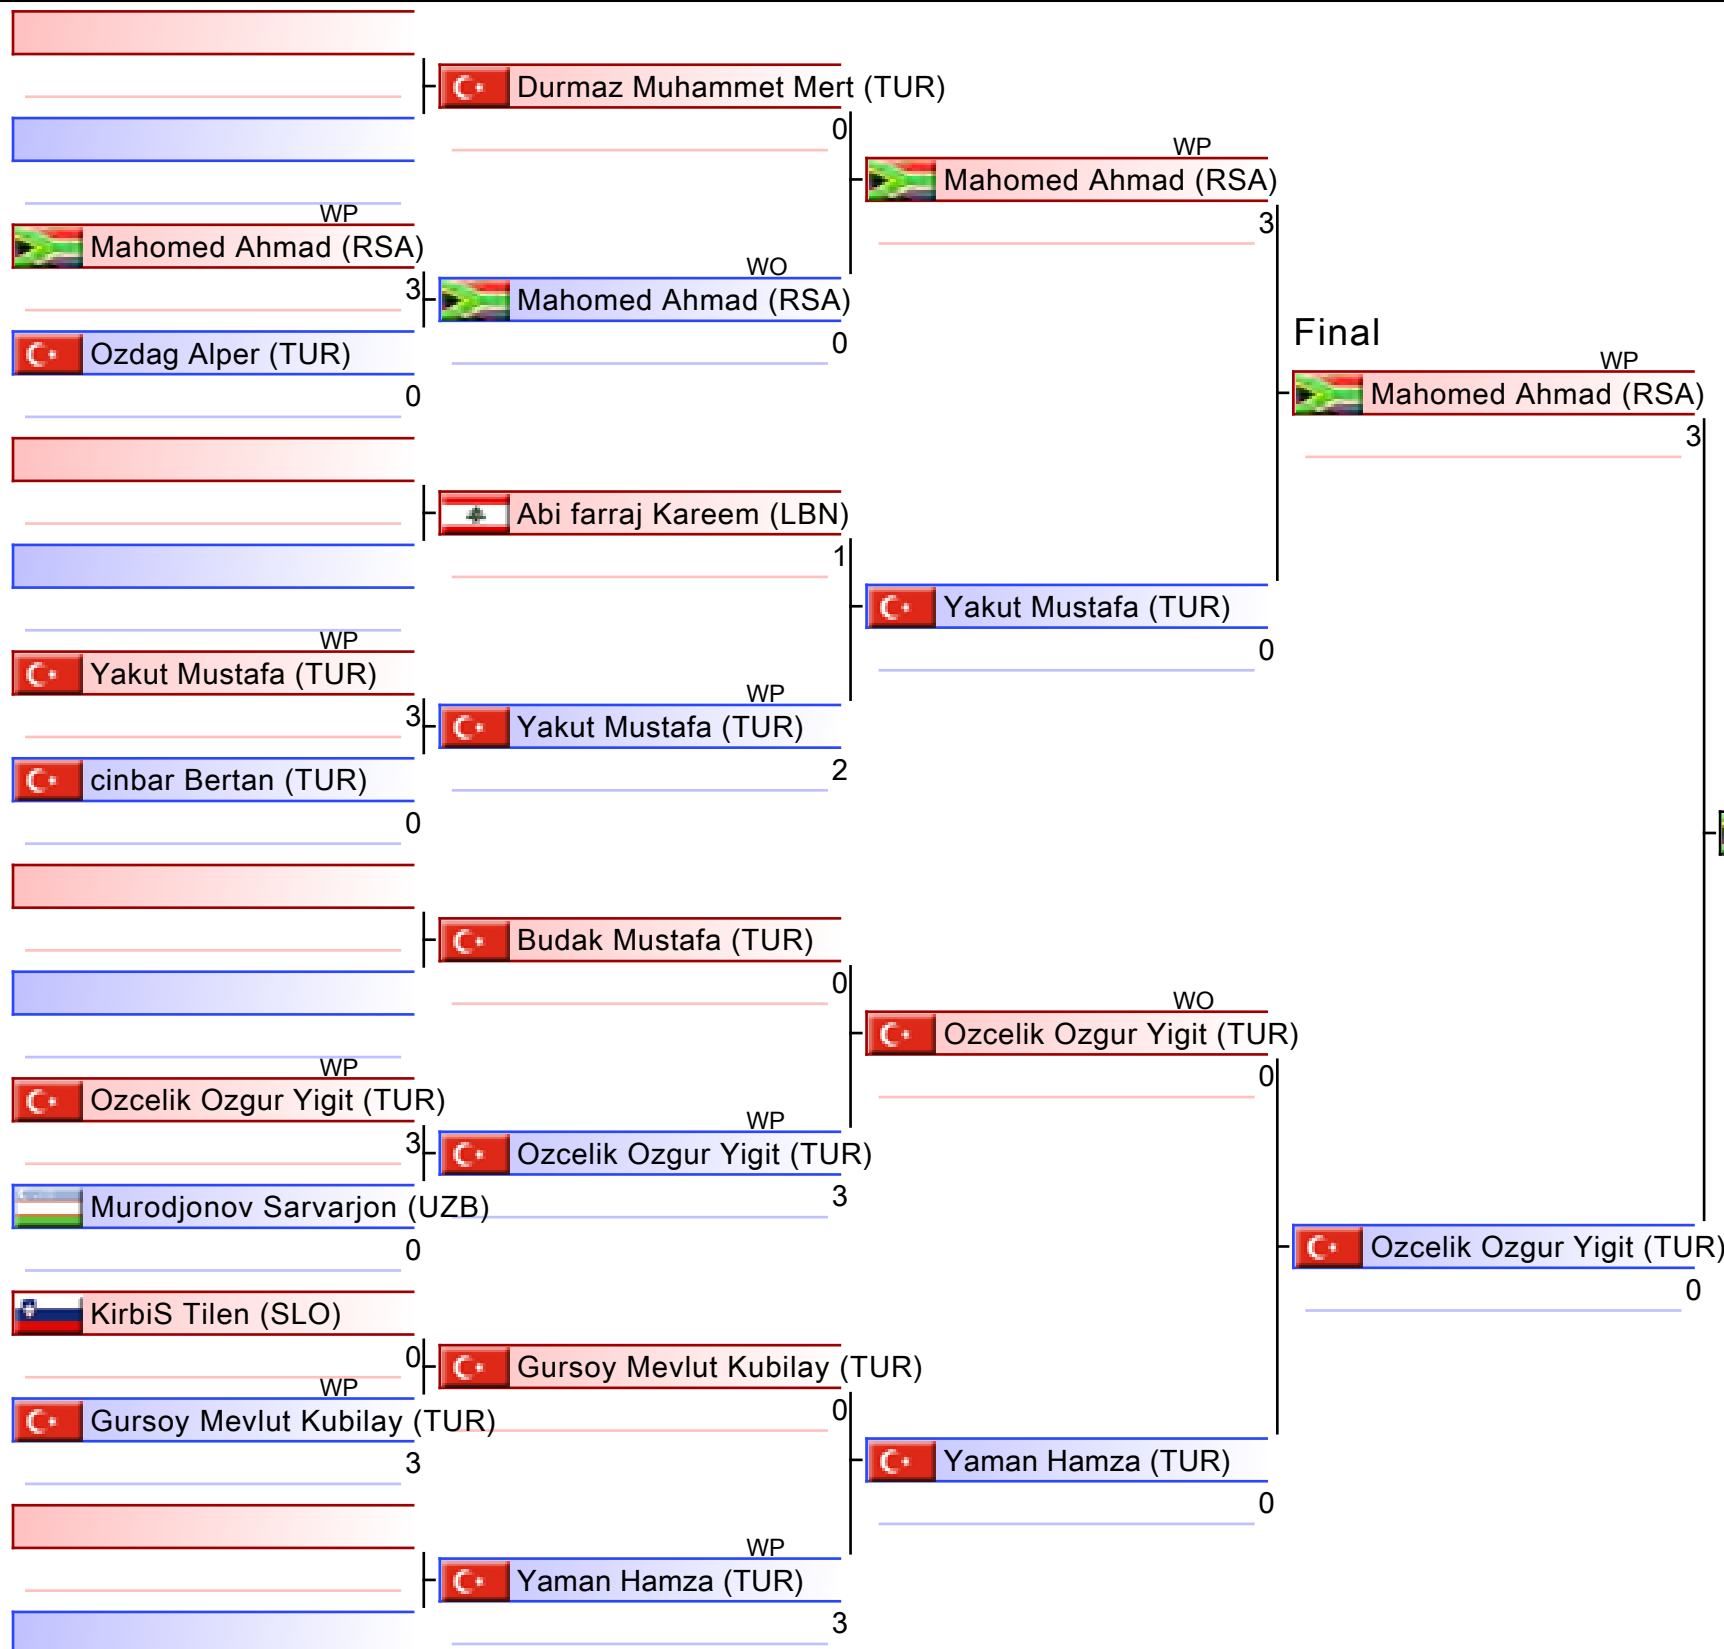 Durmaz Muhammet Mert (TUR)
0
WP
Mahomed Ahmad (RSA)
3
WP
Mahomed Ahmad (RSA)
3
WO
Mahomed Ahmad (RSA)
0
Ozdag Alper (TUR)
0
Final
WP
Mahomed Ahmad (RSA)
3
Abi farraj Kareem (LBN)
1
Yakut Mustafa (TUR)
0
WP
Yakut Mustafa (TUR)
3
WP
Yakut Mustafa (TUR)
2
cinbar Bertan (TUR)
0
Budak Mustafa (TUR)
0
WO
Ozcelik Ozgur Yigit (TUR)
0
WP
Ozcelik Ozgur Yigit (TUR)
3
WP
Ozcelik Ozgur Yigit (TUR)
3
Murodjonov Sarvarjon (UZB)
0
Ozcelik Ozgur Yigit (TUR)
0
KirbiS Tilen (SLO)
0
WP
Gursoy Mevlut Kubilay (TUR)
3
Gursoy Mevlut Kubilay (TUR)
0
Yaman Hamza (TUR)
0
WP
Yaman Hamza (TUR)
3